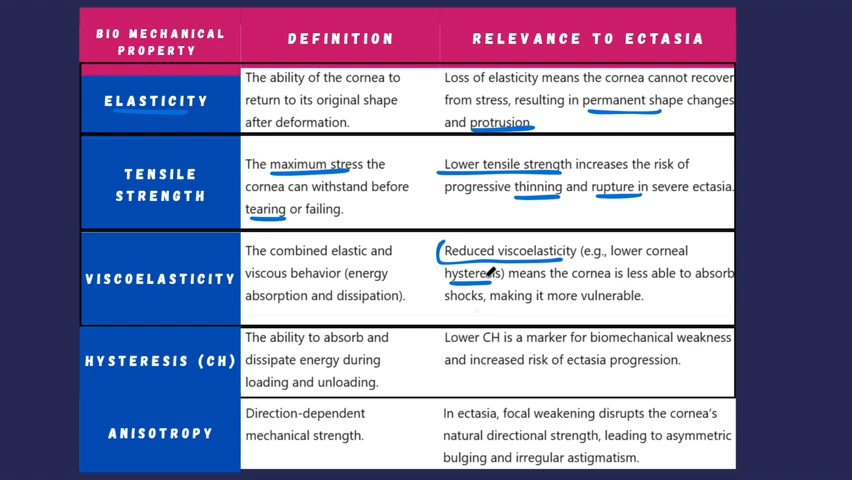 BIO MECHANICAL
PROPERTY
DEFINITION
RELEVANCE TO ECTASIA
ELASTICITY
The ability of the cornea to
return to its original shape
after deformation.
Loss of elasticity means the cornea cannot recover
from stress, resulting in permanent shape changes
and protrusion.
TENSILE
STRENGTH
The maximum stress the
cornea can withstand before
tearing or failing.
Lower tensile strength increases the risk of
progressive thinning and rupture in severe ectasia.
VISCOELASTICITY
The combined elastic and
viscous behavior (energy
absorption and dissipation).
Reduced viscoelasticity (e.g., lower corneal
hysteresis) means the cornea is less able to absorb
shocks, making it more vulnerable.
HYSTERESIS (CH)
The ability to absorb and
dissipate energy during
loading and unloading.
Lower CH is a marker for biomechanical weakness
and increased risk of ectasia progression.
ANISOTROPY
Direction-dependent
mechanical strength.
In ectasia, focal weakening disrupts the cornea's
natural directional strength, leading to asymmetric
bulging and irregular astigmatism.